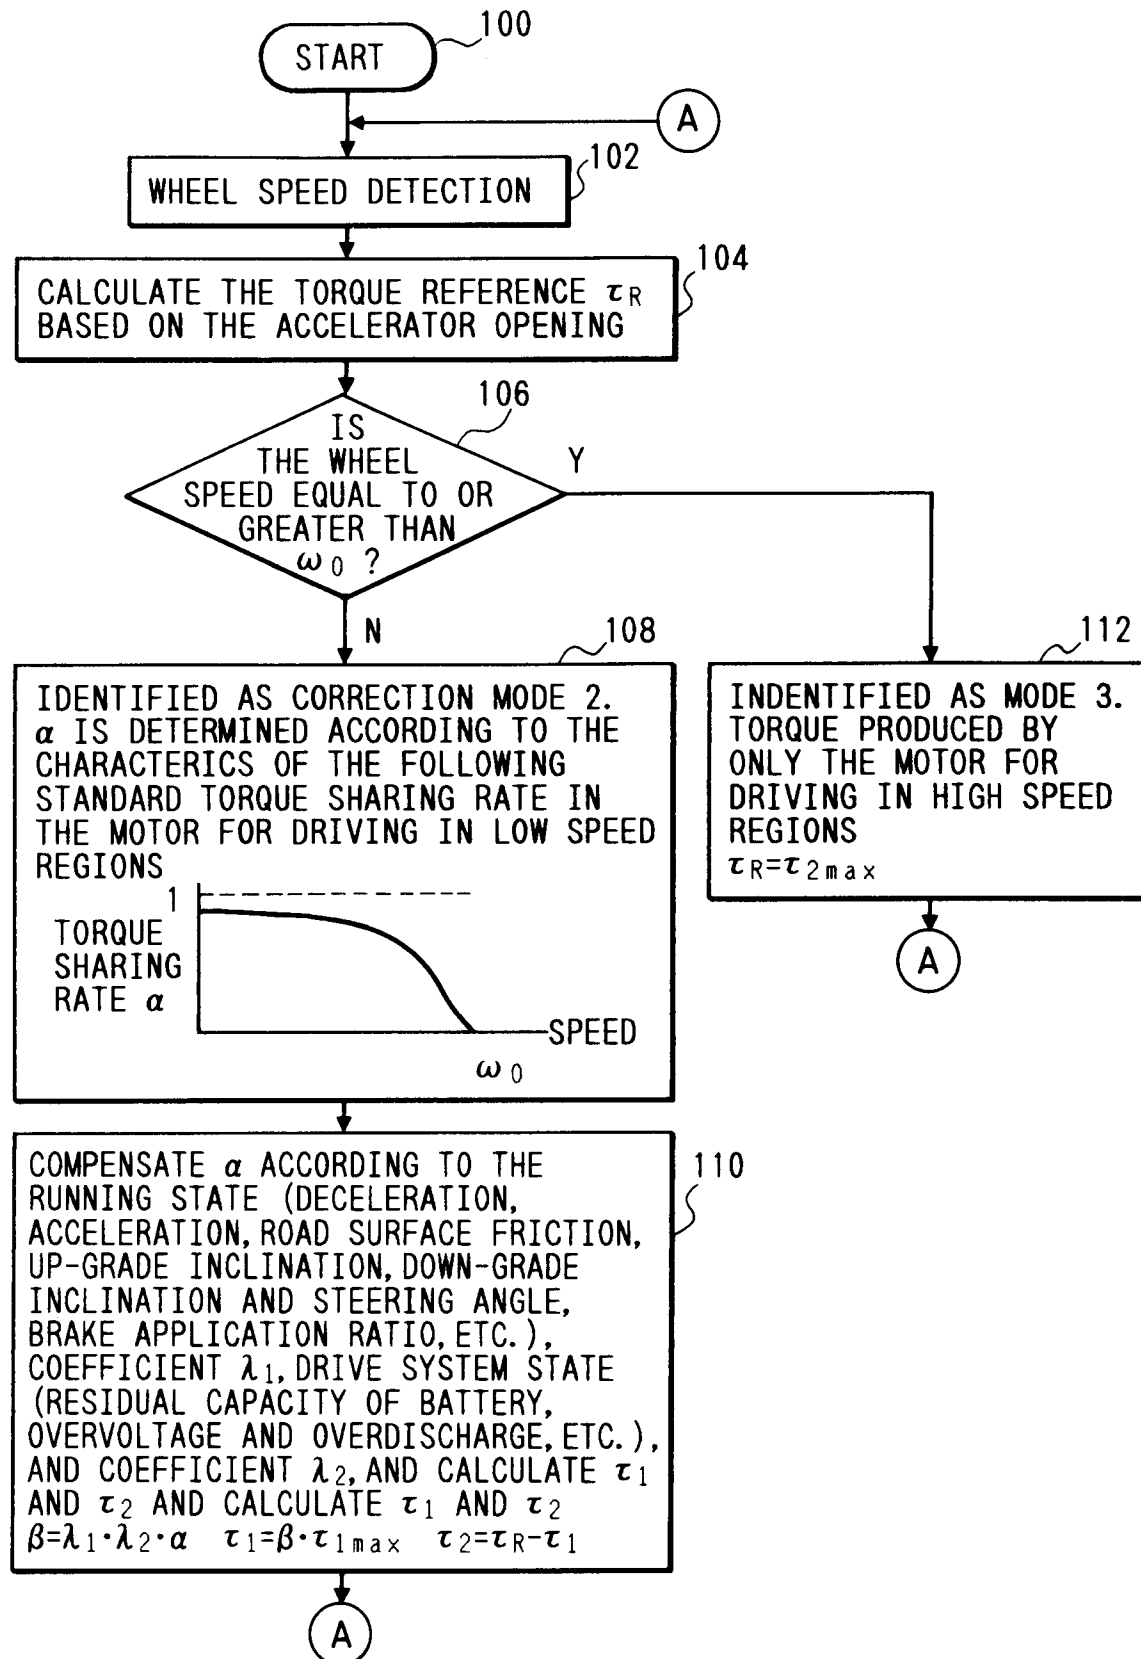 START
100
A
102
WHEEL SPEED DETECTION
104
CALCULATE THE TORQUE REFERENCE τR
BASED ON THE ACCELERATOR OPENING
106
IS
THE WHEEL
SPEED EQUAL TO OR
GREATER THAN
ω0 ?
Y
N
108
IDENTIFIED AS CORRECTION MODE 2.
α IS DETERMINED ACCORDING TO THE
CHARACTERICS OF THE FOLLOWING
STANDARD TORQUE SHARING RATE IN
THE MOTOR FOR DRIVING IN LOW SPEED
REGIONS
1
TORQUE
SHARING
RATE α
SPEED
ω0
112
INDENTIFIED AS MODE 3.
TORQUE PRODUCED BY
ONLY THE MOTOR FOR
DRIVING IN HIGH SPEED
REGIONS
τR=τ2max
A
110
COMPENSATE α ACCORDING TO THE
RUNNING STATE (DECELERATION,
ACCELERATION, ROAD SURFACE FRICTION,
UP-GRADE INCLINATION, DOWN-GRADE
INCLINATION AND STEERING ANGLE,
BRAKE APPLICATION RATIO, ETC.),
COEFFICIENT λ1, DRIVE SYSTEM STATE
(RESIDUAL CAPACITY OF BATTERY,
OVERVOLTAGE AND OVERDISCHARGE, ETC.),
AND COEFFICIENT λ2, AND CALCULATE τ1
AND τ2 AND CALCULATE τ1 AND τ2
β=λ1·λ2·α τ1=β·τ1max τ2=τR-τ1
A